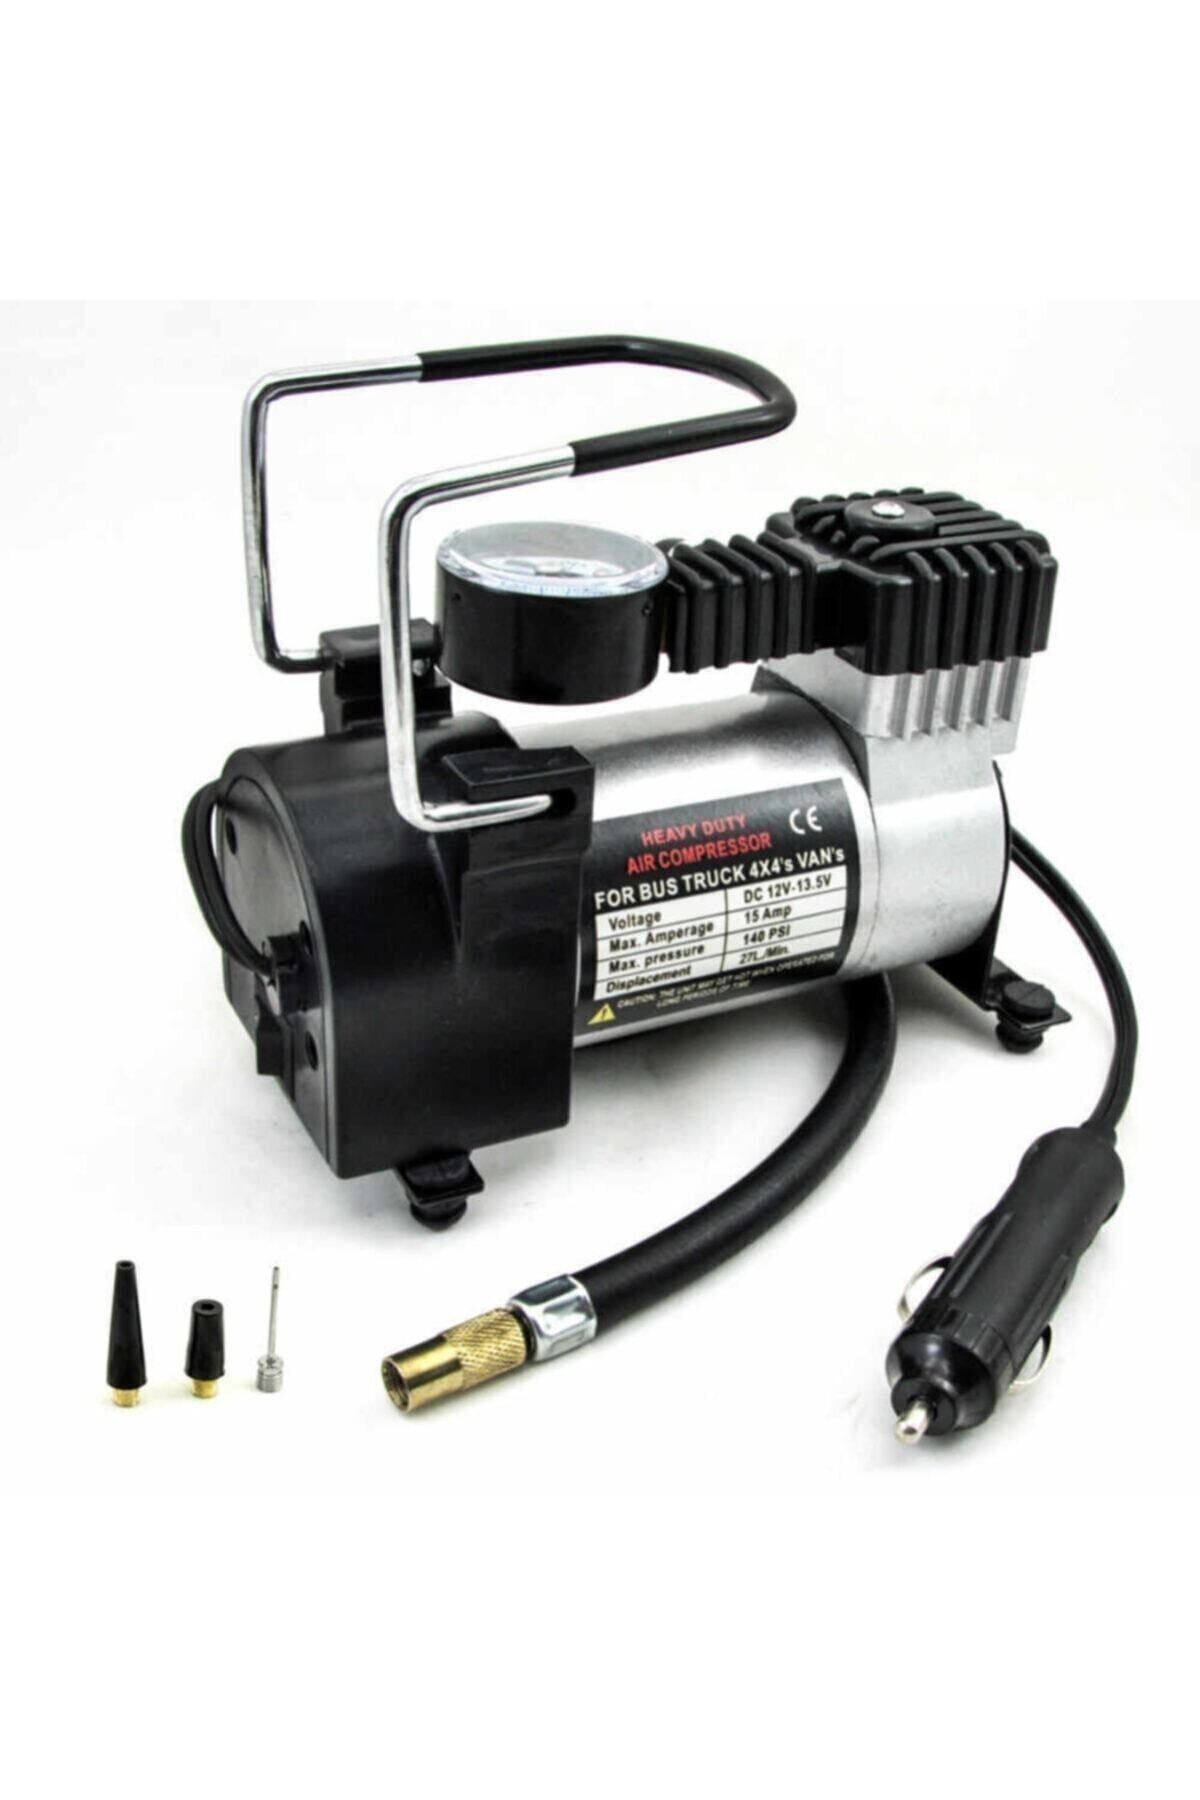 HEAVY DUTY
AIR COMPRESSOR
CE
FOR BUS TRUCK 4X4's VAN's
Voltage DC 12V-13.5V
Max. Amperage 15 Amp
Max. pressure 140 PSI
Displacement 27L./Min.
CAUTION: THE UNIT MAY GET HOT WHEN OPERATED FOR
LONG PERIODS OF TIME